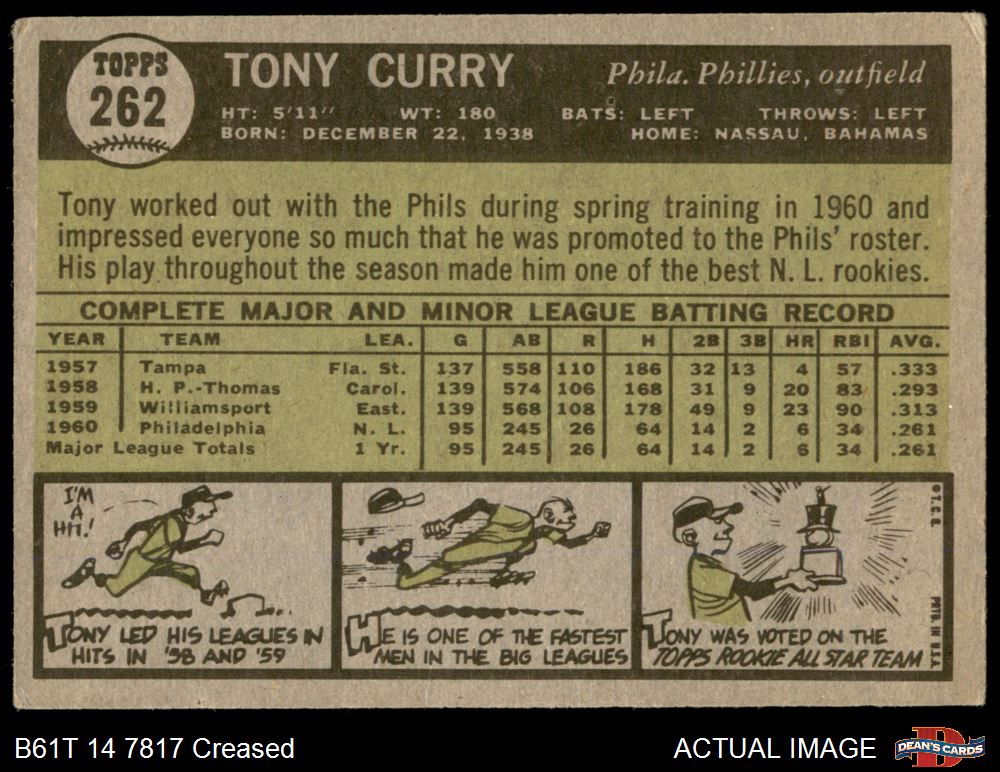 TOPPS
262
TONY CURRY
Phila. Phillies, outfield
HT: 5'11" WT: 180 BATS: LEFT THROWS: LEFT
BORN: DECEMBER 22, 1938 HOME: NASSAU, BAHAMAS
Tony worked out with the Phils during spring training in 1960 and
impressed everyone so much that he was promoted to the Phils' roster.
His play throughout the season made him one of the best N. L. rookies.
COMPLETE MAJOR AND MINOR LEAGUE BATTING RECORD
YEAR TEAM LEA. G AB R H 2B 3B HR RBI AVG.
1957 Tampa Fla. St. 137 558 110 186 32 13 4 57 .333
1958 H. P.-Thomas Carol. 139 574 106 168 31 9 20 83 .293
1959 Williamsport East. 139 568 108 178 49 9 23 90 .313
1960 Philadelphia N. L. 95 245 26 64 14 2 6 34 .261
Major League Totals 1 Yr. 95 245 26 64 14 2 6 34 .261
I'M
A
HIT!
TONY LED HIS LEAGUES IN
HITS IN '58 AND '59
HE IS ONE OF THE FASTEST
MEN IN THE BIG LEAGUES
TONY WAS VOTED ON THE
TOPPS ROOKIE ALL STAR TEAM
© T. C. G.
PRTD. IN U.S.A.
B61T 14 7817 Creased
ACTUAL IMAGE
DEAN'S CARDS